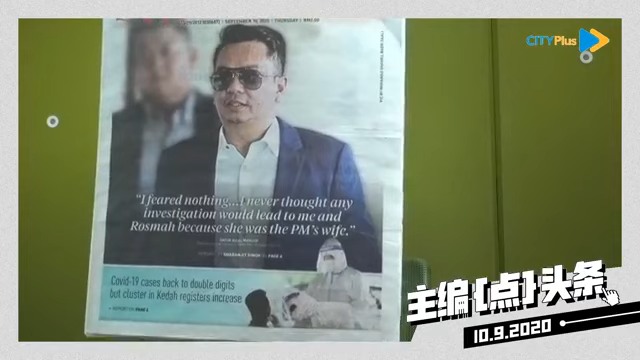 SEPTEMBER 10, 2020 • THURSDAY
CITYPlus
"I feared nothing...I never thought any
investigation would lead to me and
Rosmah because she was the PM's wife."
Covid-19 cases back to double digits
but cluster in Kedah registers increase
主编【点】头条
10.9.2020